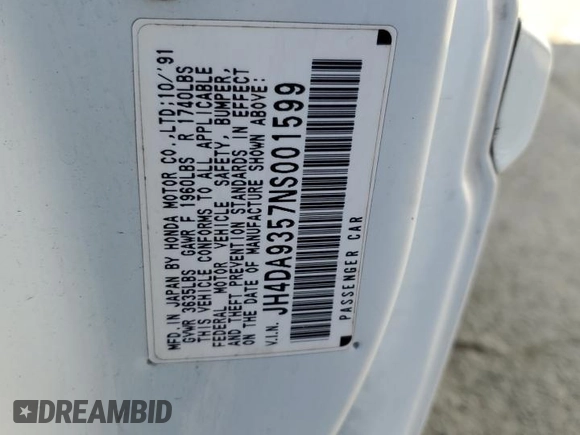 MFD.IN JAPAN BY HONDA MOTOR CO.,LTD;10/'91
GVWR 3635LBS GAWR F 1960LBS R 1740LBS
THIS VEHICLE CONFORMS TO ALL APPLICABLE
FEDERAL MOTOR VEHICLE SAFETY, BUMPER,
AND THEFT PREVENTION STANDARDS IN EFFECT
ON THE DATE OF MANUFACTURE SHOWN ABOVE:
V.I.N. JH4DA9357NS001599
PASSENGER CAR
DREAMBID